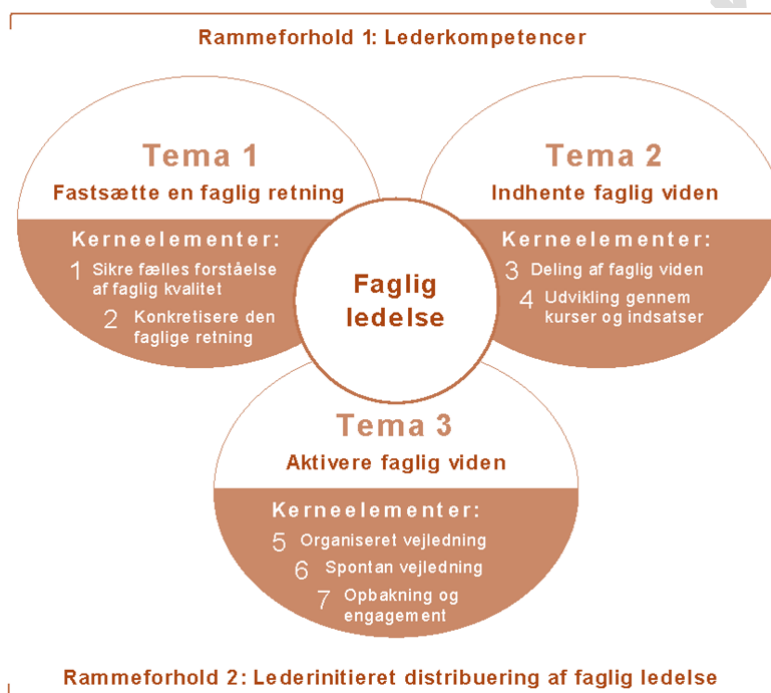 Rammeforhold 1: Lederkompetencer
Tema 1
Fastsætte en faglig retning
Kerneelementer:
1 Sikre fælles forståelse
af faglig kvalitet
2 Konkretisere den
faglige retning
Tema 2
Indhente faglig viden
Kerneelementer:
3 Deling af faglig viden
4 Udvikling gennem
kurser og indsatser
Faglig
ledelse
Tema 3
Aktivere faglig viden
Kerneelementer:
5 Organiseret vejledning
6 Spontan vejledning
7 Opbakning og
engagement
Rammeforhold 2: Lederinitieret distribuering af faglig ledelse